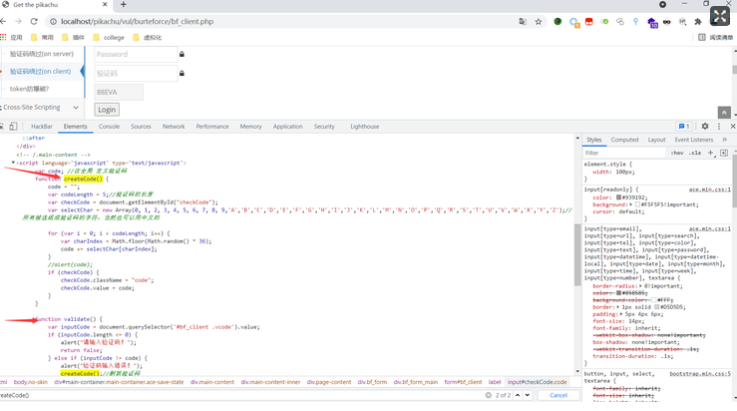 Get the pikachu
localhost/pikachu/vul/burteforce/bf_client.php
应用
常用
插件
college
虚拟化
阅读清单
验证码绕过(on server)
验证码绕过(on client)
token防爆破?
Cross-Site Scripting
Password
验证码
88EVA
Login
HackBar Elements Console Sources Network Performance Memory Application Security Lighthouse
1
::after
</div>
<!-- /.main-content -->
<script language="javascript" type="text/javascript">
var code; //在全局 定义验证码
function createCode() {
code = "";
var codeLength = 5;//验证码的长度
var checkCode = document.getElementById("checkCode");
var selectChar = new Array(0, 1, 2, 3, 4, 5, 6, 7, 8, 9,'A','B','C','D','E','F','G','H','I','J','K','L','M','N','O','P','Q','R','S','T','U','V','W','X','Y','Z');//
所有候选组成验证码的字符，当然也可以用中文的
for (var i = 0; i < codeLength; i++) {
var charIndex = Math.floor(Math.random() * 36);
code += selectChar[charIndex];
}
//alert(code);
if (checkCode) {
checkCode.className = "code";
checkCode.value = code;
}
}
function validate() {
var inputCode = document.querySelector('#bf_client .vcode').value;
if (inputCode.length <= 0) {
alert("请输入验证码！");
return false;
} else if (inputCode != code) {
alert("验证码输入错误！");
createCode();//刷新验证码
tml body.no-skin div#main-container.main-container.ace-save-state div.main-content div.main-content-inner div.page-content div.bf_form div.bf_form_main form#bf_client label input#checkCode.code
reateCode()
2 of 2
Cancel
Styles Computed Layout Event Listeners
Filter
:hov .cls
element.style {
width: 100px;
}
input[readonly] { ace.min.css:1
color: #939192;
background: #F5F5F5!important;
cursor: default;
}
input[type=email], ace.min.css:1
input[type=url], input[type=search],
input[type=tel], input[type=color],
input[type=text], input[type=password],
input[type=datetime], input[type=datetime-
local], input[type=date], input[type=month],
input[type=time], input[type=week],
input[type=number], textarea {
border-radius: 0!important;
color: #858585;
background-color: #FFF;
border: 1px solid #D5D5D5;
padding: 5px 4px 6px;
font-size: 14px;
font-family: inherit;
-webkit-box-shadow: none!important;
box-shadow: none!important;
-webkit-transition-duration: .1s;
transition-duration: .1s;
}
button, input, select, bootstrap.min.css:5
textarea {
font-family: inherit;
font-size: inherit;